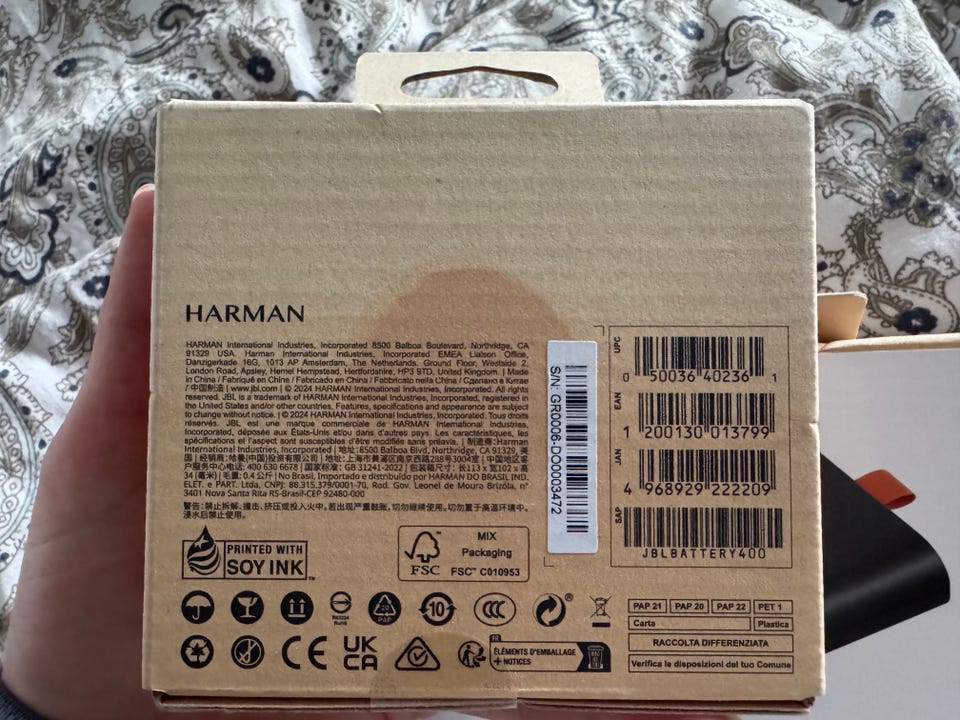 HARMAN
HARMAN International Industries, Incorporated 8500 Balboa Boulevard, Northridge, CA
91329 USA. Harman International Industries, Incorporated EMEA Liaison Office,
Danzigerkade 16G, 1013 AP Amsterdam, The Netherlands. Ground Floor, Westside 2,
London Road, Apsley, Hemel Hempstead, Hertfordshire, HP3 9TD, United Kingdom. | Made
in China / Fabriqué en Chine / Fabricado en China / Fabbricato nella China / Сделано в Китае
/ 中国制造 | www.jbl.com | © 2024 HARMAN International Industries, Incorporated. All rights
reserved. JBL is a trademark of HARMAN International Industries, Incorporated, registered in
the United States and/or other countries. Features, specifications and appearance are subject
to change without notice. | © 2024 HARMAN International Industries, Incorporated. Tous droits
réservés. JBL est une marque commerciale de HARMAN International Industries,
Incorporated, déposée aux États-Unis et/ou dans d'autres pays. Les caractéristiques, les
spécifications et l'aspect sont susceptibles d'être modifiés sans préavis. | 制造商:Harman
International Industries, Incorporated | 地址:8500 Balboa Blvd, Northridge, CA 91329, 美
国 | 经销商:哈曼(中国)投资有限公司 | 地址:上海市黄浦区南京西路288号3004室 | 中国地区客
户服务中心电话: 400 630 6678 | 国家标准: GB 31241-2022 | 包装箱尺寸: 长113 x 宽102 x 高
34 (毫米) | 毛重: 0.4 公斤 | No Brasil, Importado e distribuido por HARMAN DO BRASIL IND.
ELET. e PART. Ltda, CNPJ: 88.315.379/0001-70, Rod. Gov. Leonel de Moura Brizóla, n°
3401 Nova Santa Rita RS-Brasil-CEP 92480-000
警告:禁止拆解、撞击、挤压或投入火中。若出现严重鼓胀,切勿继续使用。切勿置于高温环境中。
浸水后禁止使用。
S/N: GR0006-DO0003472
UPC
0 50036 40236 1
EAN
1 200130 013799
JAN
4 968929 222209
SAP
JBLBATTERY400
PRINTED WITH
SOY INK™
FSC
MIX
Packaging
FSC™ C010953
RoHS
20
PAP
10
CCC
®
PAP 21 PAP 20 PAP 22 PET 1
Carta Plastica
RACCOLTA DIFFERENZIATA
Verifica le disposizioni del tuo Comune
CE
UK
CA
FR
ÉLÉMENTS D'EMBALLAGE
+ NOTICES